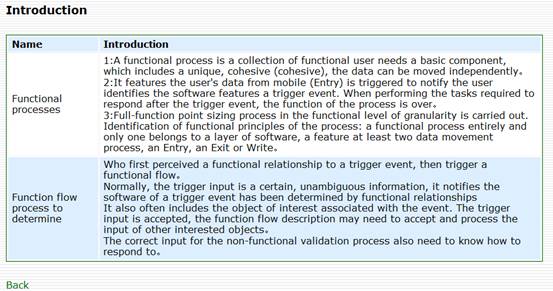 Introduction
Name Introduction
Functional processes
1:A functional process is a collection of functional user needs a basic component,
which includes a unique, cohesive (cohesive), the data can be moved independently。
2:It features the user's data from mobile (Entry) is triggered to notify the user
identifies the software features a trigger event. When performing the tasks required to
respond after the trigger event, the function of the process is over。
3:Full-function point sizing process in the functional level of granularity is carried out.
Identification of functional principles of the process: a functional process entirely and
only one belongs to a layer of software, a feature at least two data movement
process, an Entry, an Exit or Write。
Function flow
process to
determine
Who first perceived a functional relationship to a trigger event, then trigger a
functional flow。
Normally, the trigger input is a certain, unambiguous information, it notifies the
software of a trigger event has been determined by functional relationships
It also often includes the object of interest associated with the event. The trigger
input is accepted, the function flow description may need to accept and process the
input of other interested objects。
The correct input for the non-functional validation process also need to know how to
respond to。
Back